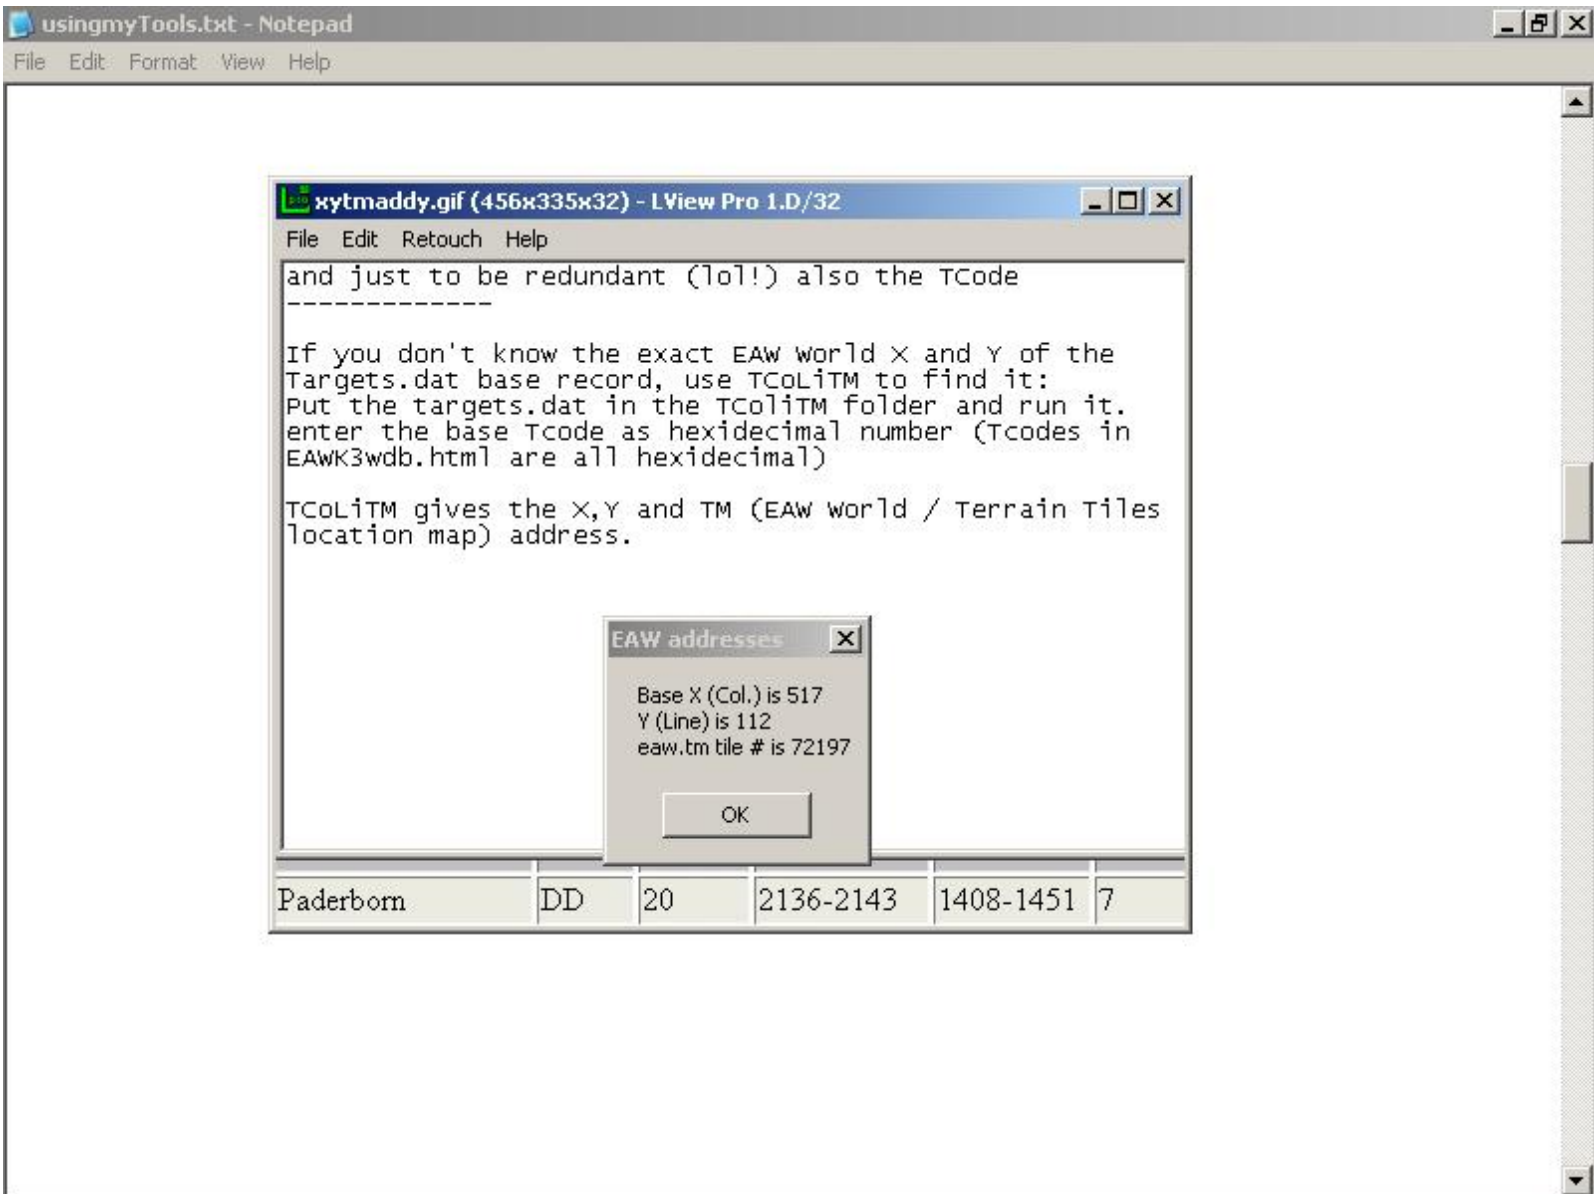 usingmyTools.txt - Notepad
File Edit Format View Help
xytmaddy.gif (456x335x32) - LView Pro 1.D/32
File Edit Retouch Help
and just to be redundant (lol!) also the TCode
-------------
If you don't know the exact EAW World X and Y of the
Targets.dat base record, use TCoLiTM to find it:
Put the targets.dat in the TColiTM folder and run it.
enter the base Tcode as hexidecimal number (Tcodes in
EAWK3wdb.html are all hexidecimal)
TCoLiTM gives the X,Y and TM (EAW World / Terrain Tiles
location map) address.
EAW addresses
Base X (Col.) is 517
Y (Line) is 112
eaw.tm tile # is 72197
OK
Paderborn DD 20 2136-2143 1408-1451 7